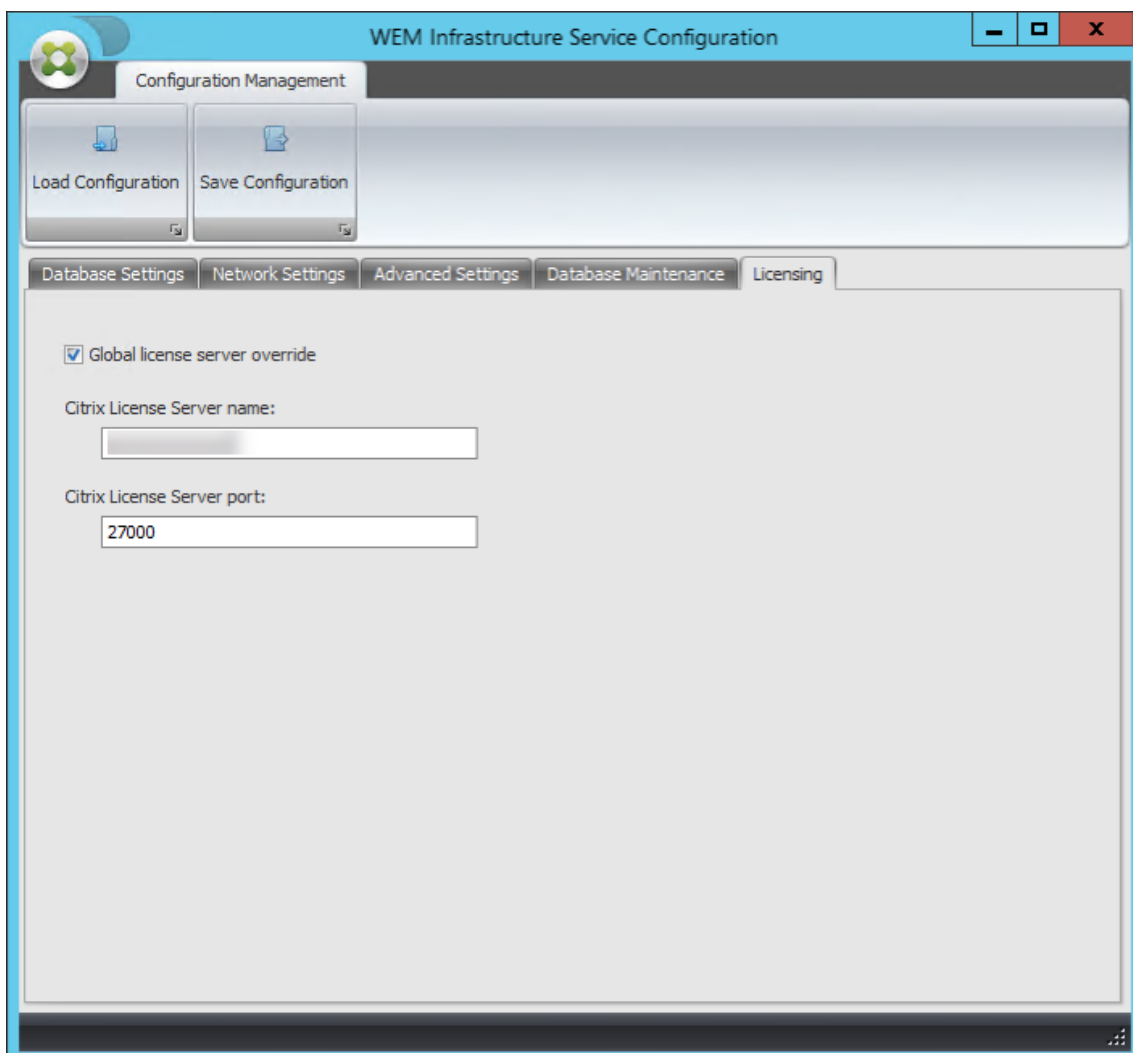 WEM Infrastructure Service Configuration
Configuration Management
Load Configuration
Save Configuration
Database Settings
Network Settings
Advanced Settings
Database Maintenance
Licensing
Global license server override
Citrix License Server name:
Citrix License Server port:
27000